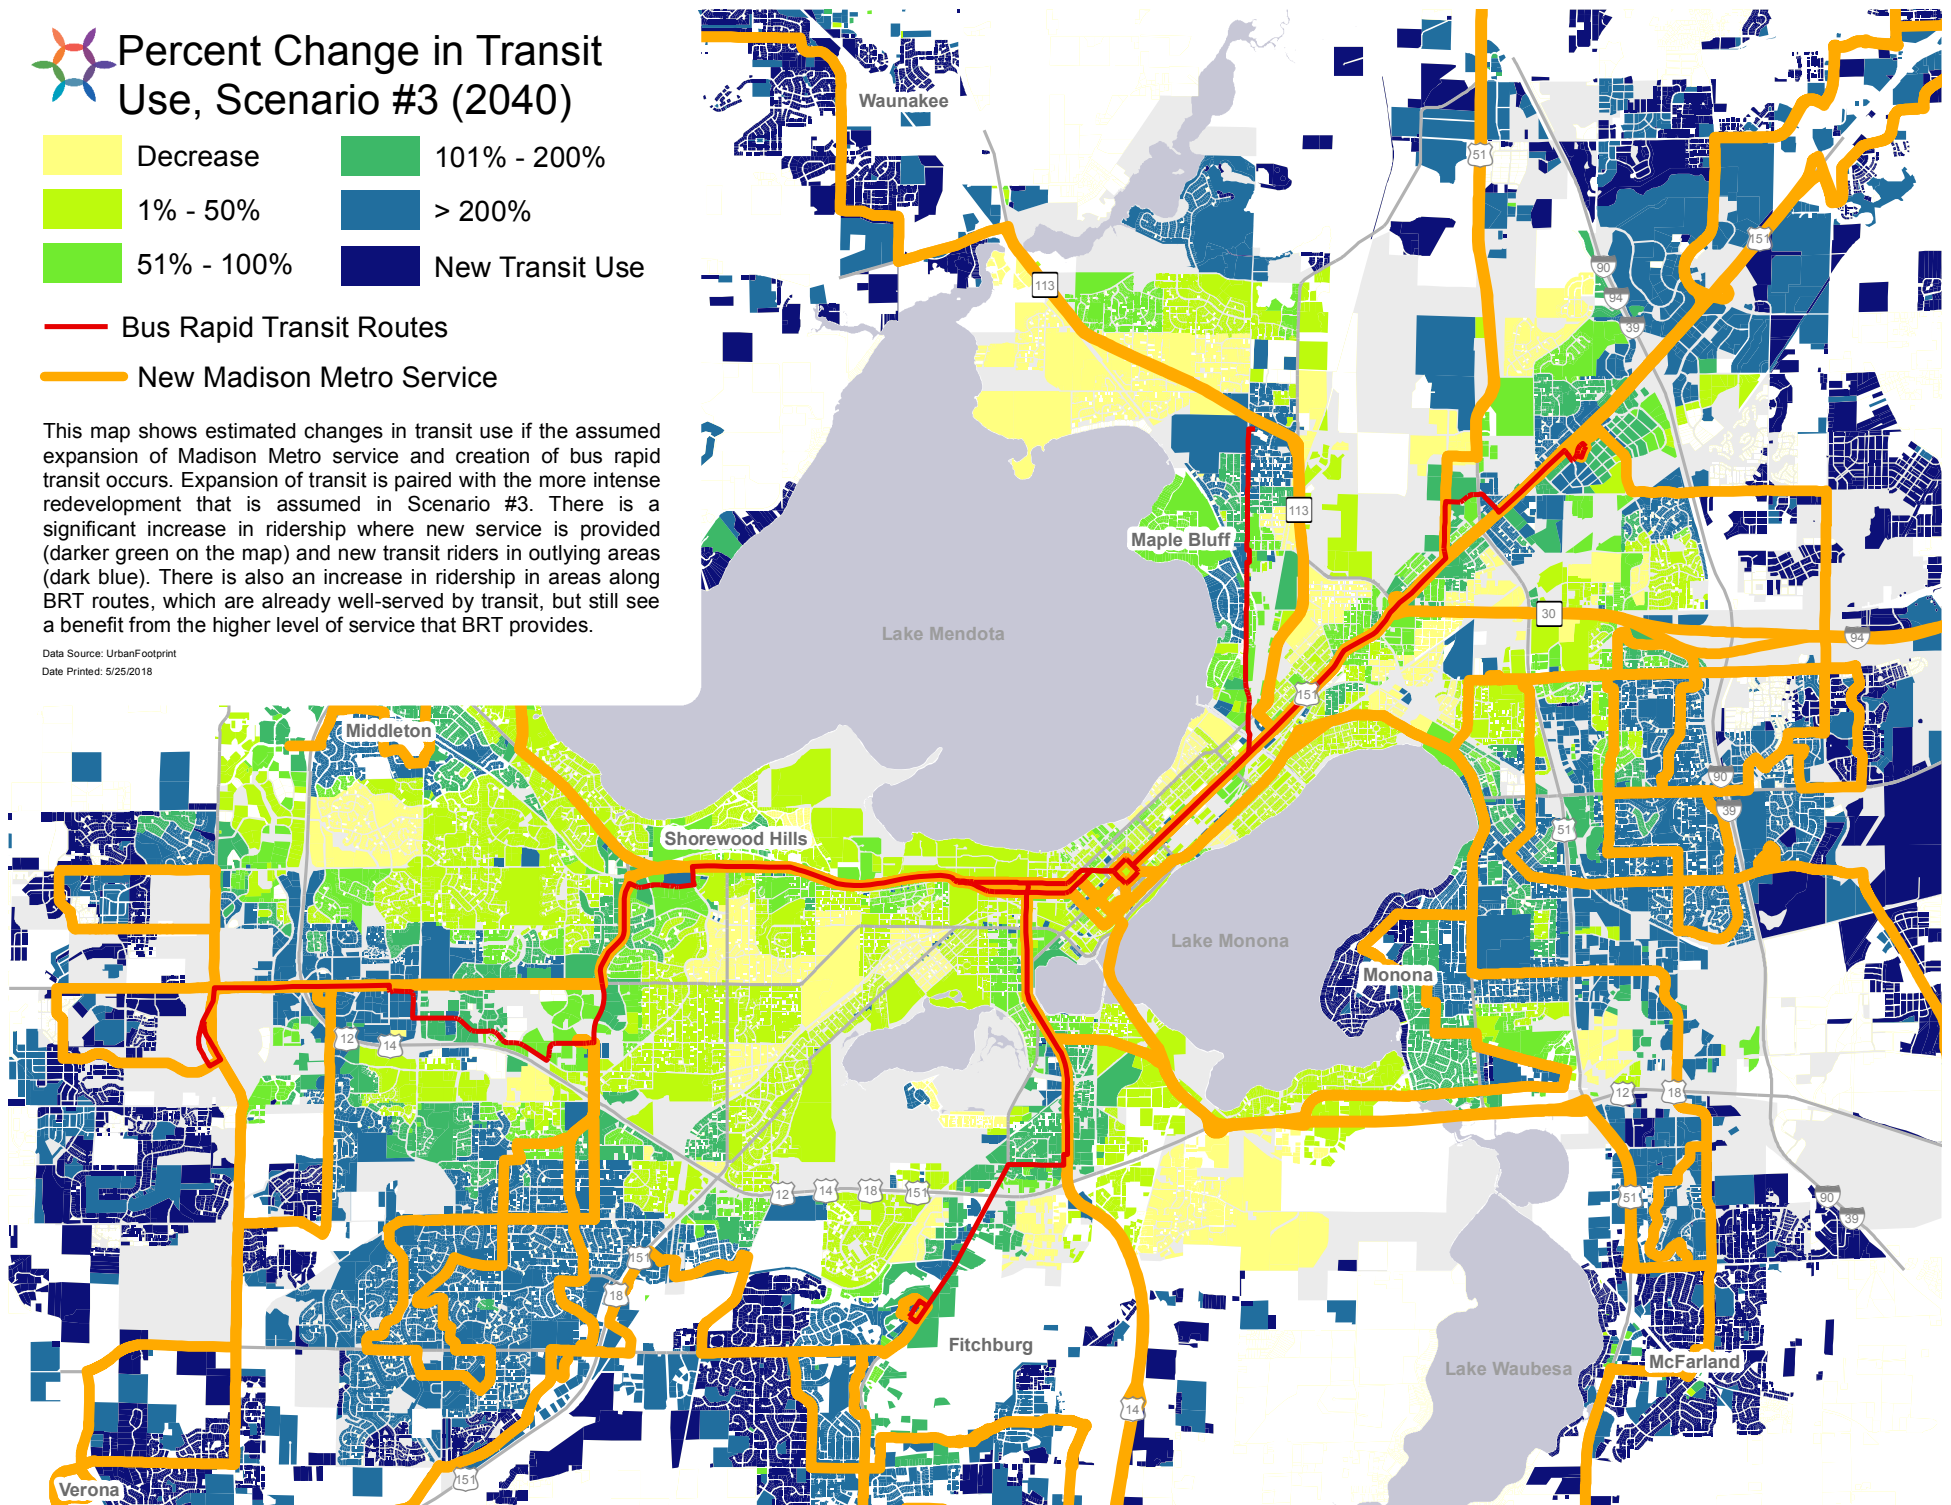 Percent Change in Transit
Use, Scenario #3 (2040)
Decrease
101% - 200%
1% - 50%
> 200%
51% - 100%
New Transit Use
Bus Rapid Transit Routes
New Madison Metro Service
This map shows estimated changes in transit use if the assumed
expansion of Madison Metro service and creation of bus rapid
transit occurs. Expansion of transit is paired with the more intense
redevelopment that is assumed in Scenario #3. There is a
significant increase in ridership where new service is provided
(darker green on the map) and new transit riders in outlying areas
(dark blue). There is also an increase in ridership in areas along
BRT routes, which are already well-served by transit, but still see
a benefit from the higher level of service that BRT provides.
Data Source: UrbanFootprint
Date Printed: 5/25/2018
Waunakee
51
151
90
113
94
39
113
Maple Bluff
30
Lake Mendota
94
151
Middleton
90
39
Shorewood Hills
51
Lake Monona
Monona
12
14
12
18
12
14
18
151
51
90
39
151
18
Fitchburg
McFarland
Lake Waubesa
14
151
Verona